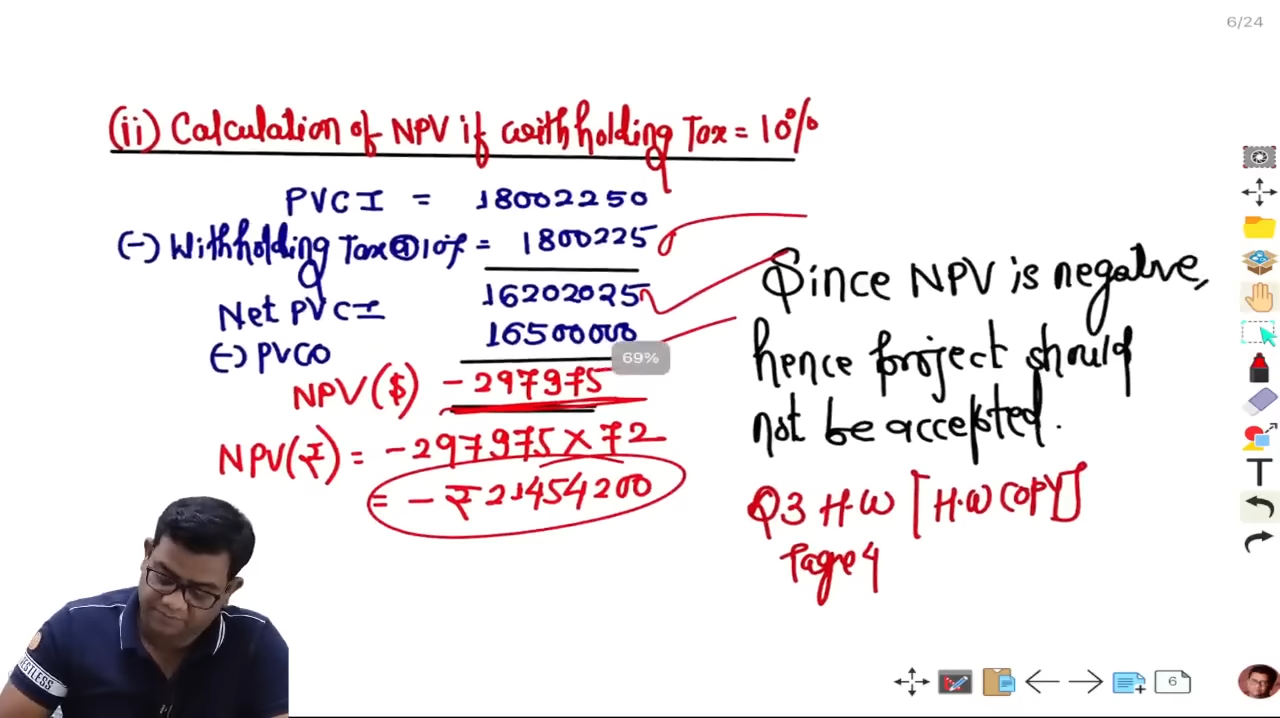 6/24
(ii) Calculation of NPV if withholding Tax = 10%
PVCI = 18002250
(-) Withholding Tax @ 10% = 1800225
Net PVCI 16202025
(-) PVCO 16500000
69%
NPV($) -297975
NPV(₹) = -297975 X 72
= - ₹ 21454200
Since NPV is negative,
hence project should
not be accepted.
Q3 H.W [H.W COPY]
Page 4
T
6